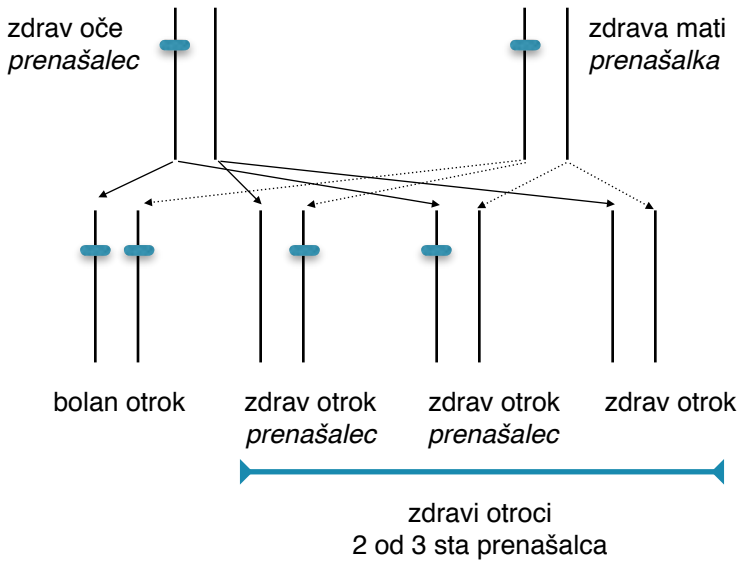 zdrav oče
prenašalec
zdrava mati
prenašalka
bolan otrok
zdrav otrok
prenašalec
zdrav otrok
prenašalec
zdrav otrok
zdravi otroci
2 od 3 sta prenašalca